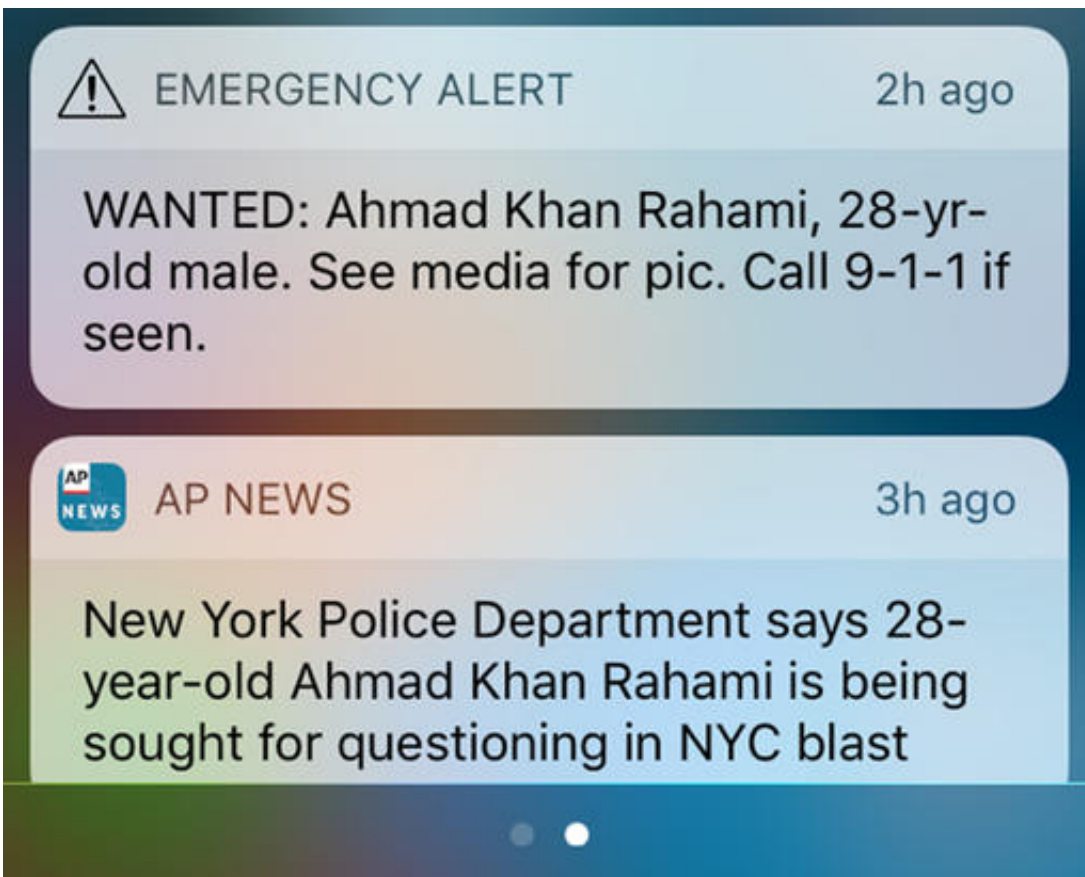 EMERGENCY ALERT 2h ago
WANTED: Ahmad Khan Rahami, 28-yr-
old male. See media for pic. Call 9-1-1 if
seen.
AP
NEWS
AP NEWS 3h ago
New York Police Department says 28-
year-old Ahmad Khan Rahami is being
sought for questioning in NYC blast